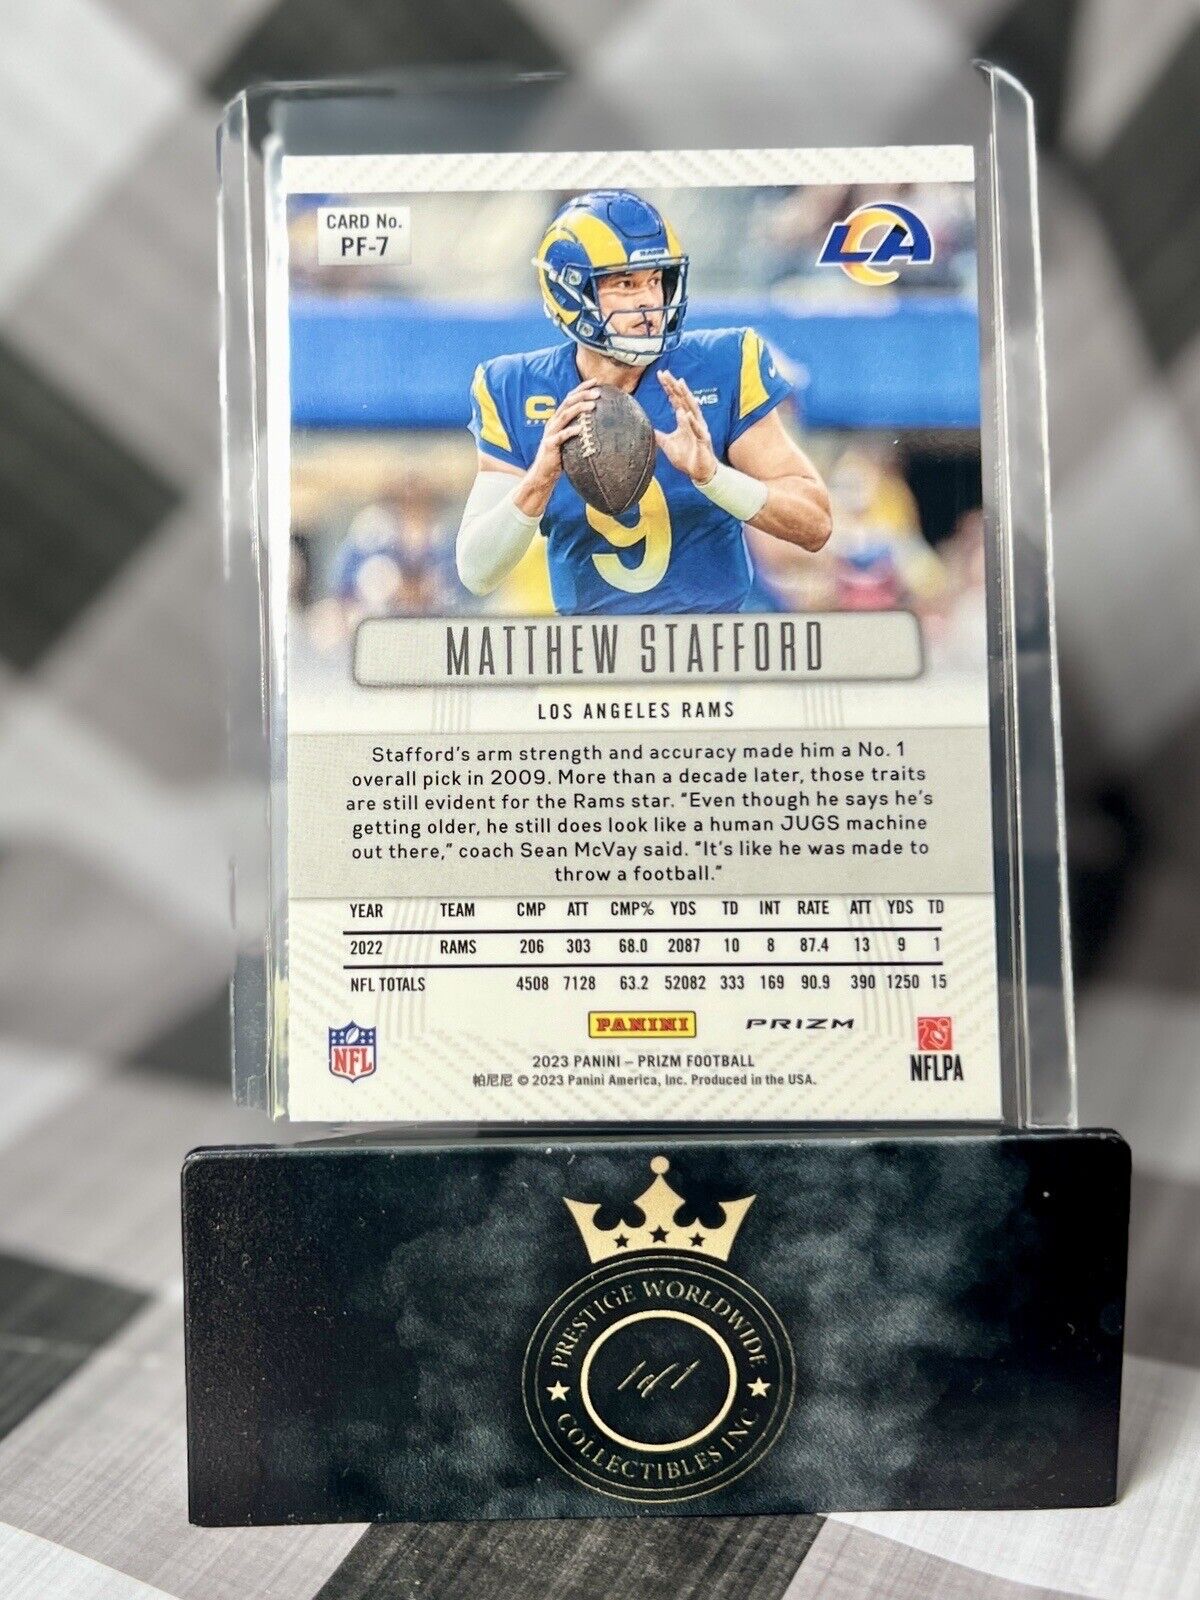 CARD No.
PF-7
LA
C
RAMS
9
MATTHEW STAFFORD
LOS ANGELES RAMS
Stafford's arm strength and accuracy made him a No. 1
overall pick in 2009. More than a decade later, those traits
are still evident for the Rams star. "Even though he says he's
getting older, he still does look like a human JUGS machine
out there," coach Sean McVay said. "It's like he was made to
throw a football."
YEAR TEAM CMP ATT CMP% YDS TD INT RATE ATT YDS TD
2022 RAMS 206 303 68.0 2087 10 8 87.4 13 9 1
NFL TOTALS 4508 7128 63.2 52082 333 169 90.9 390 1250 15
PANINI PRIZM
NFL
NFLPA
2023 PANINI – PRIZM FOOTBALL
帕尼尼 © 2023 Panini America, Inc. Produced in the USA.
PRESTIGE WORLDWIDE
1of1
COLLECTIBLES INC